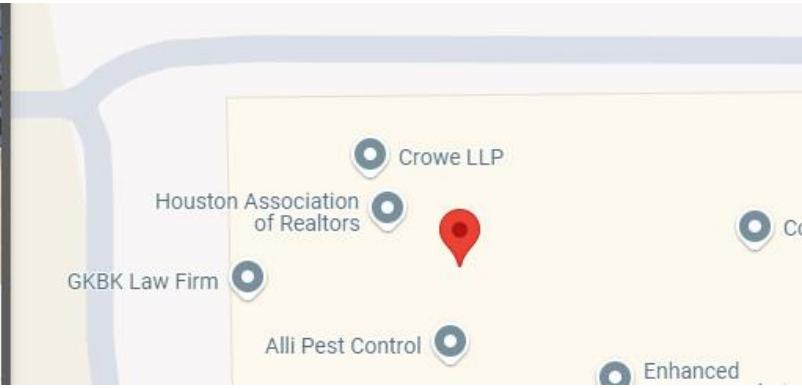 Crowe LLP
Houston Association
of Realtors
GKBK Law Firm
Alli Pest Control
Enhanced